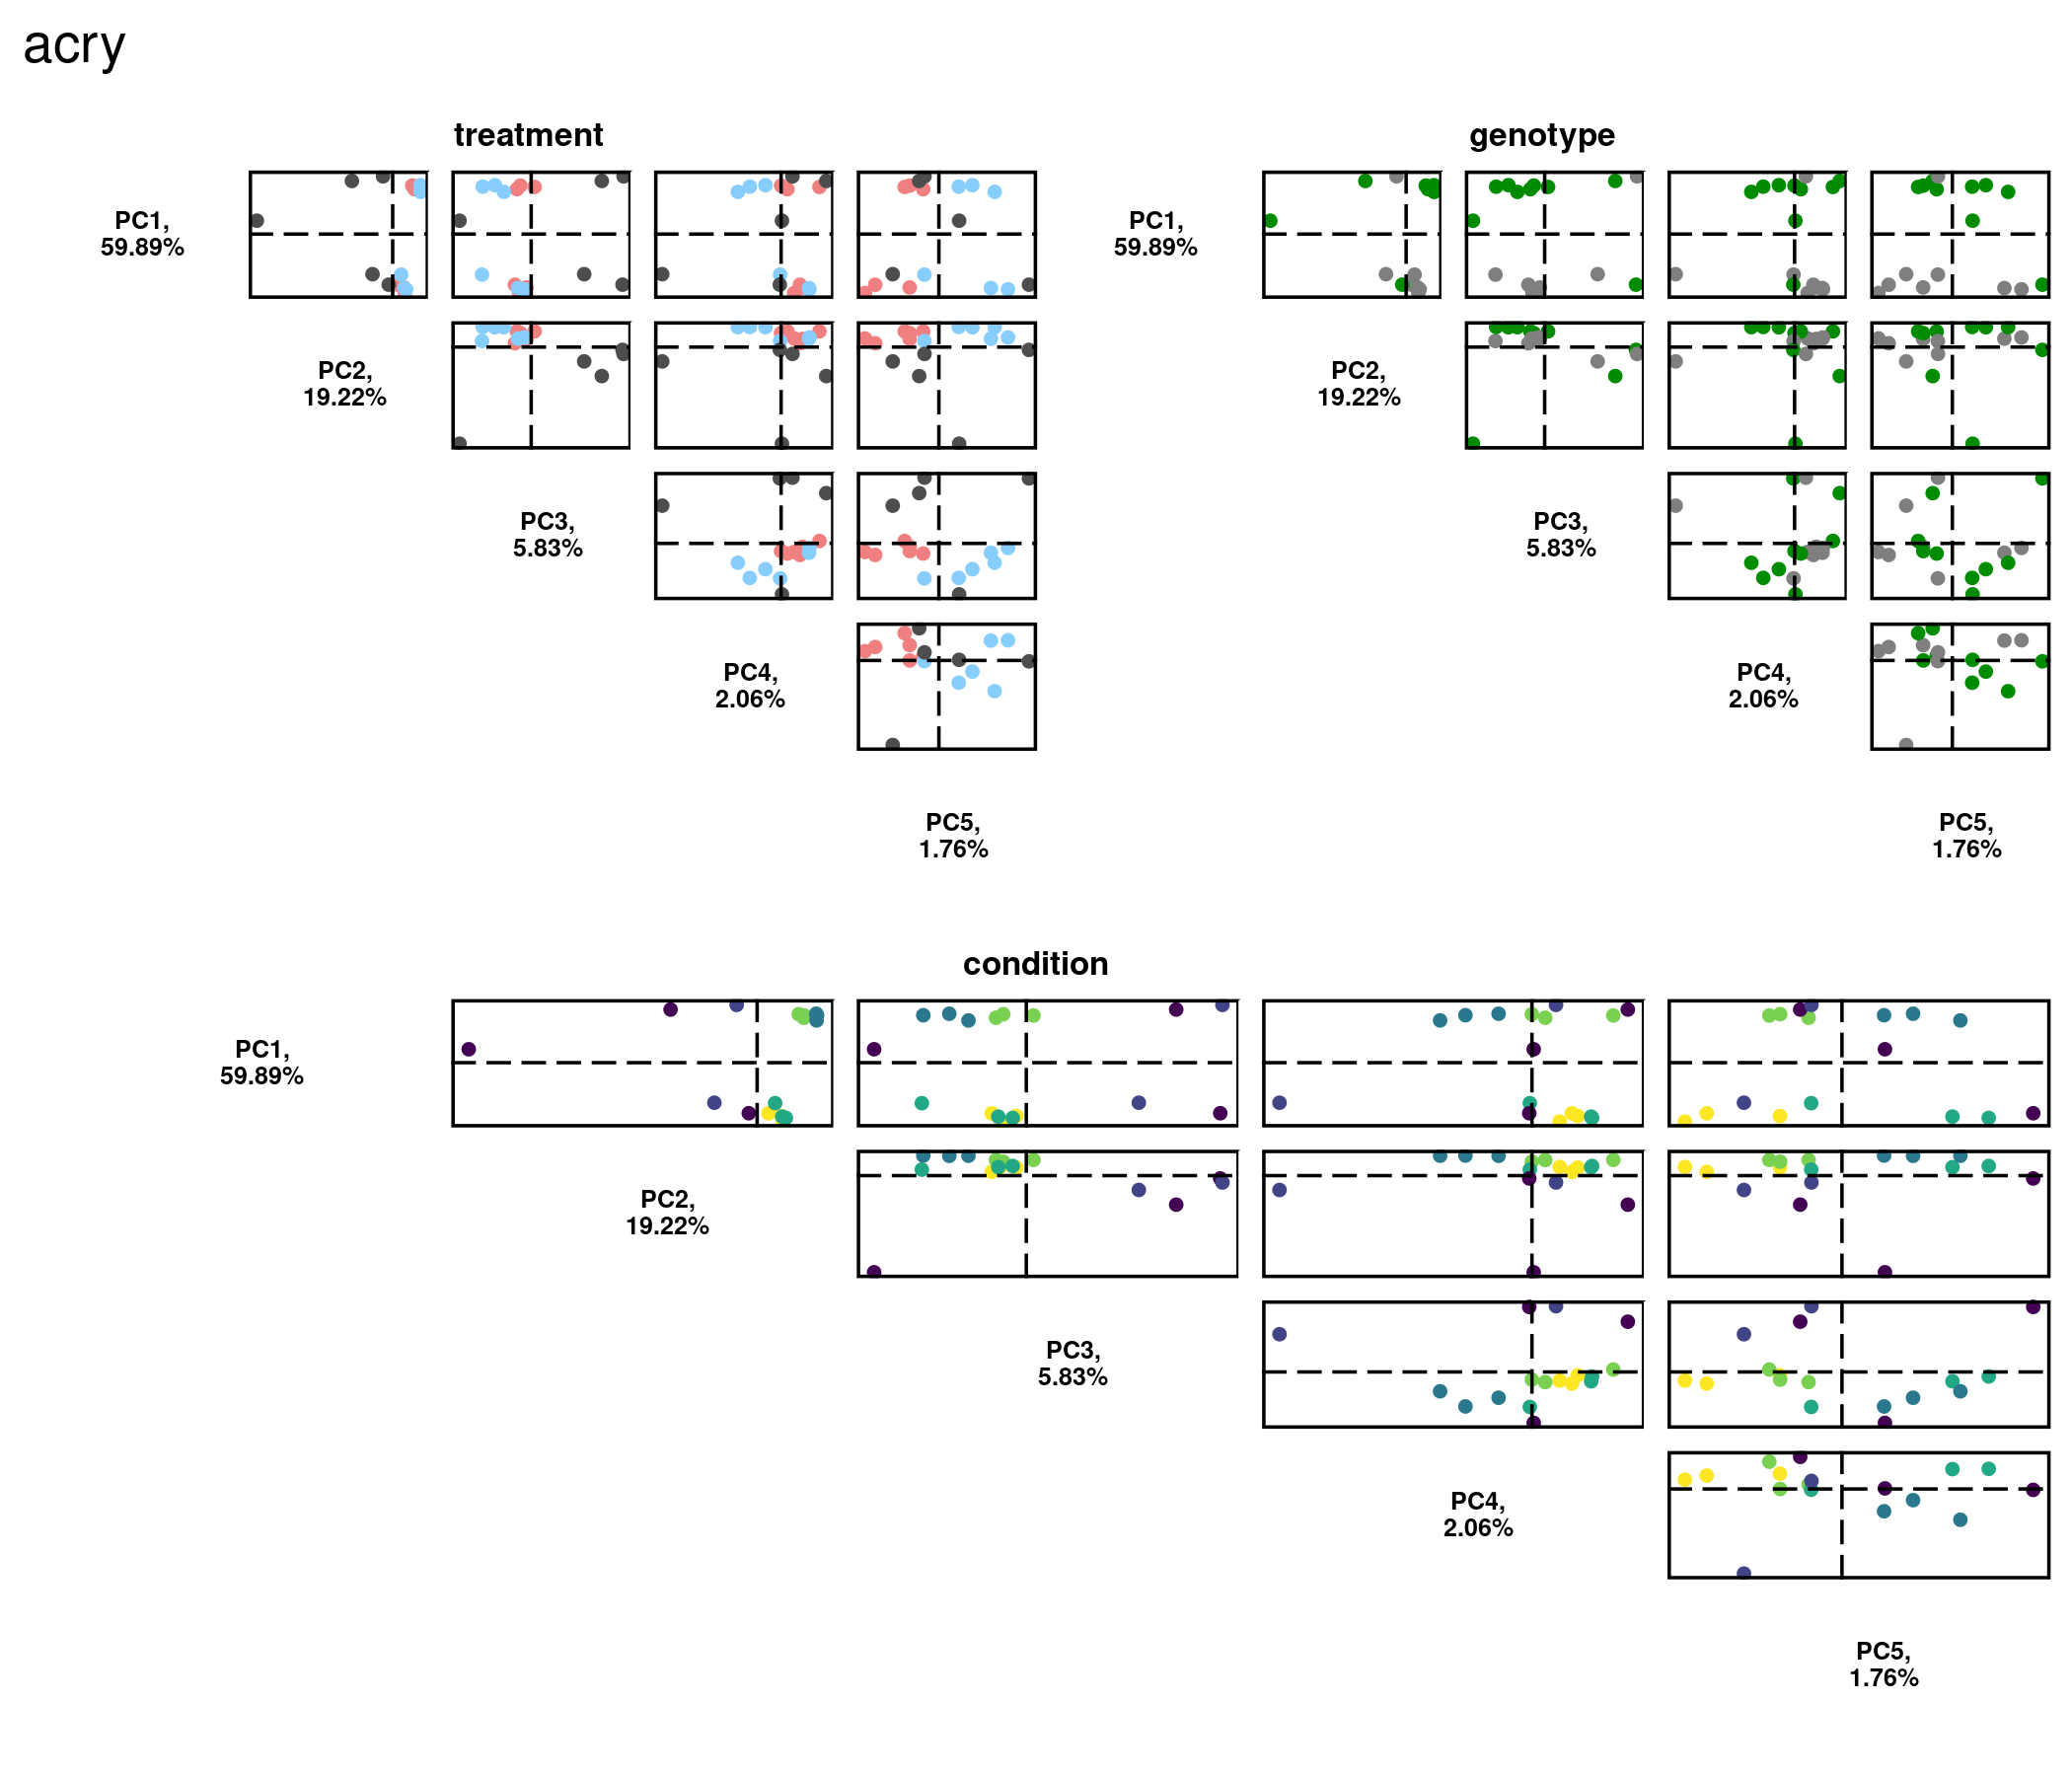 acry
treatment
PC1,
59.89%
PC2,
19.22%
PC3,
5.83%
PC4,
2.06%
PC5,
1.76%
genotype
PC1,
59.89%
PC2,
19.22%
PC3,
5.83%
PC4,
2.06%
PC5,
1.76%
condition
PC1,
59.89%
PC2,
19.22%
PC3,
5.83%
PC4,
2.06%
PC5,
1.76%